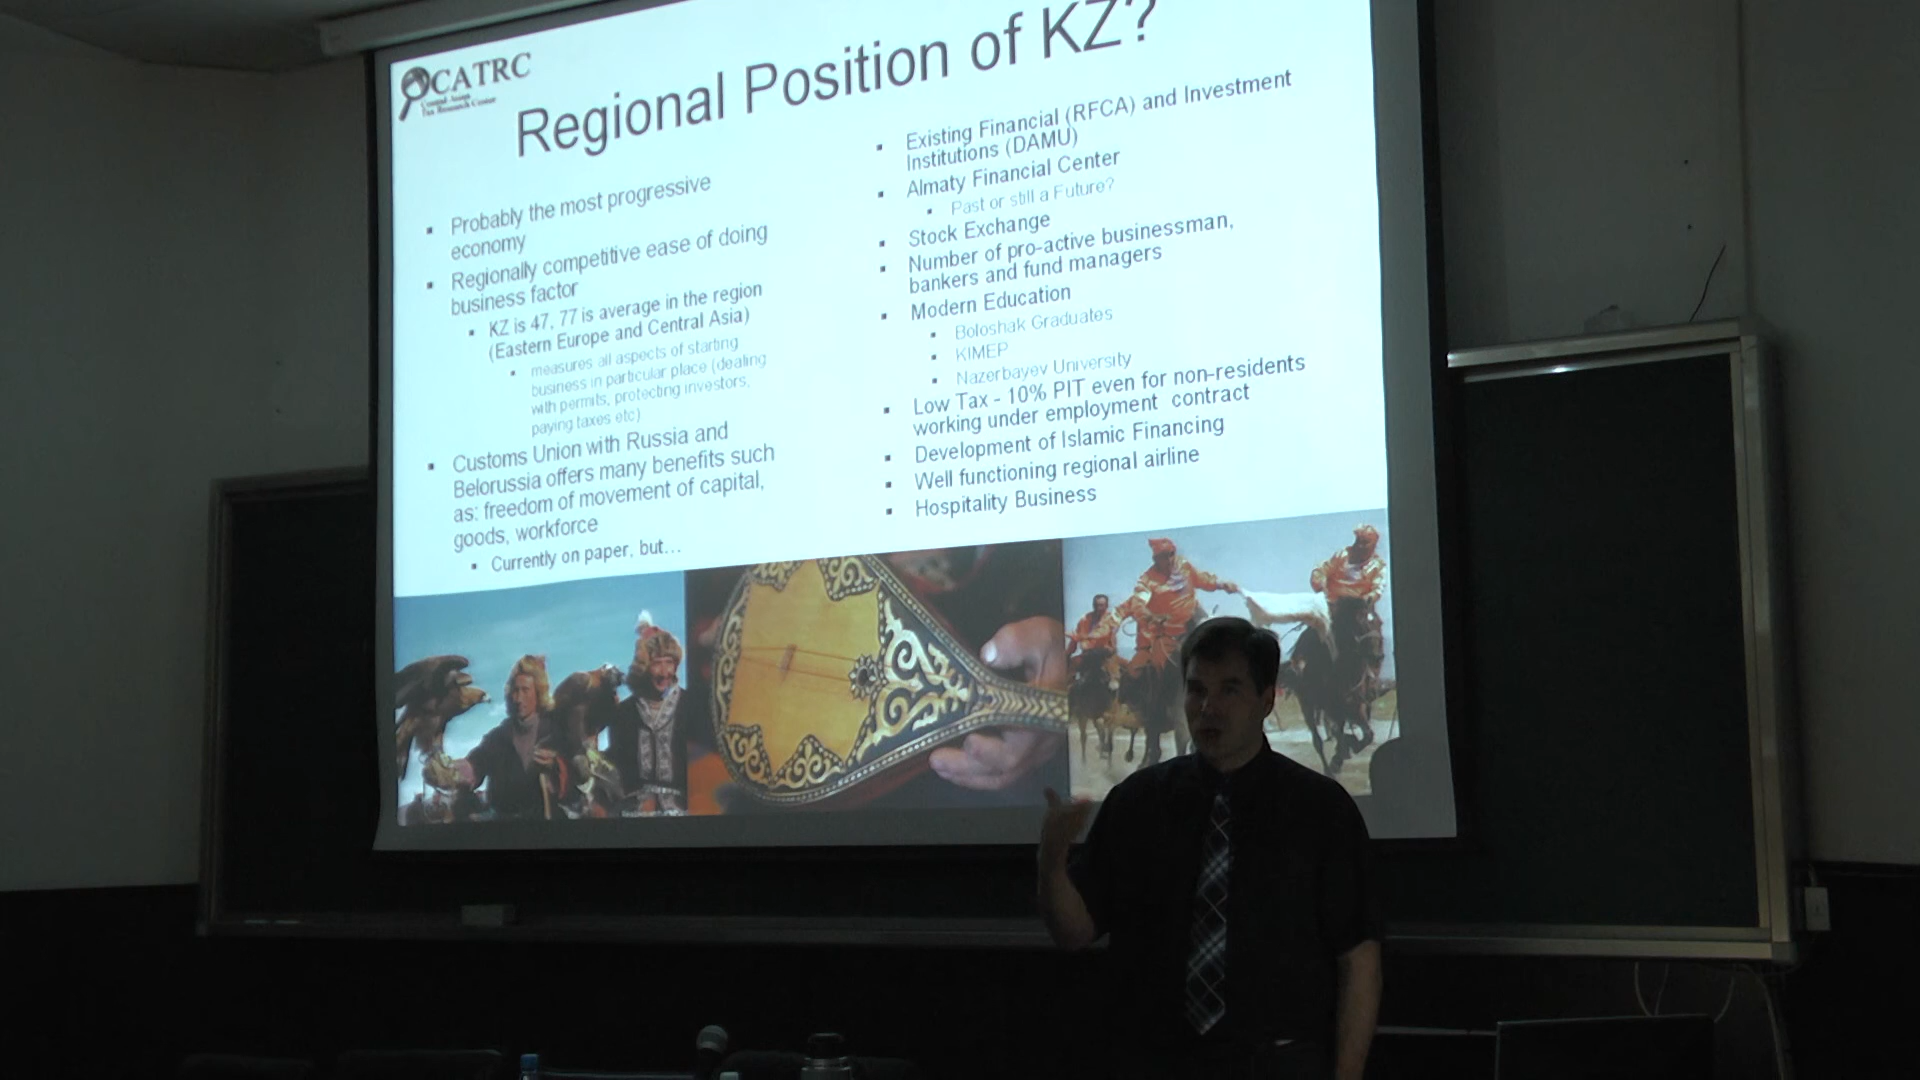 CATRC
Central Asian
Tax Research Center
Regional Position of KZ?
Probably the most progressive
economy
Regionally competitive ease of doing
business factor
KZ is 47, 77 is average in the region
(Eastern Europe and Central Asia)
measures all aspects of starting
business in particular place (dealing
with permits, protecting investors,
paying taxes etc)
Customs Union with Russia and
Belorussia offers many benefits such
as: freedom of movement of capital,
goods, workforce
Currently on paper, but...
Existing Financial (RFCA) and Investment
Institutions (DAMU)
Almaty Financial Center
Past or still a Future?
Stock Exchange
Number of pro-active businessman,
bankers and fund managers
Modern Education
Boloshak Graduates
KIMEP
Nazerbayev University
Low Tax - 10% PIT even for non-residents
working under employment contract
Development of Islamic Financing
Well functioning regional airline
Hospitality Business